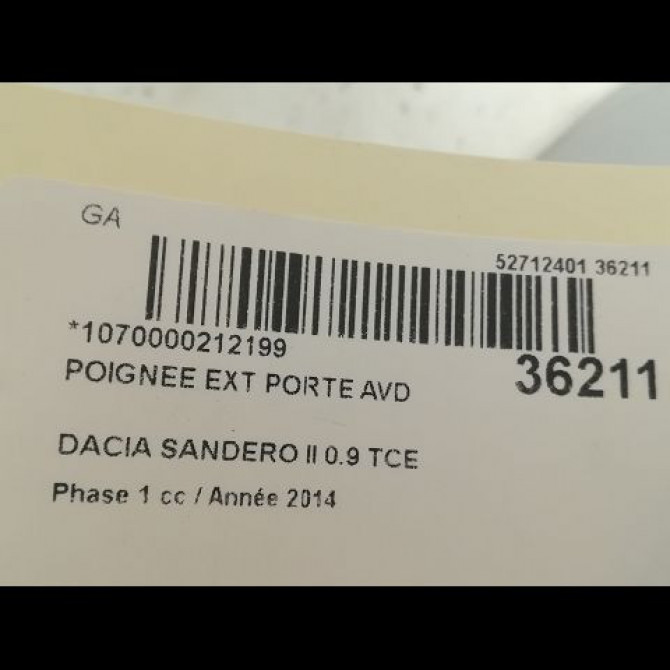 GA
52712401 36211
*1070000212199
36211
POIGNEE EXT PORTE AVD
DACIA SANDERO II 0.9 TCE
Phase 1 cc / Année 2014